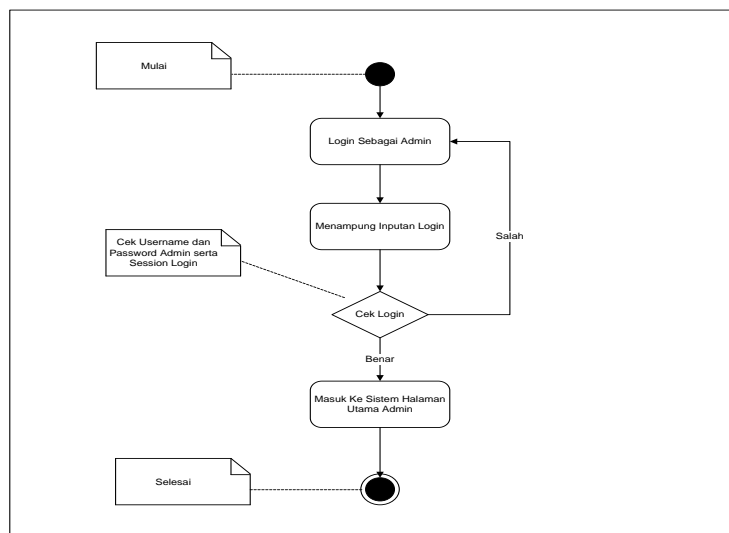 Mulai
Login Sebagai Admin
Menampung Inputan Login
Salah
Cek Username dan
Password Admin serta
Session Login
Cek Login
Benar
Masuk Ke Sistem Halaman
Utama Admin
Selesai